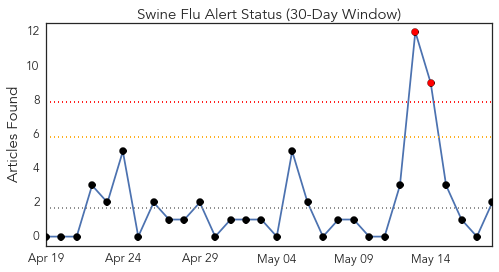 Swine Flu Alert Status (30-Day Window)
Articles Found
12
10
8
6
4
2
0
Apr 19
Apr 24
Apr 29
May 04
May 09
May 14